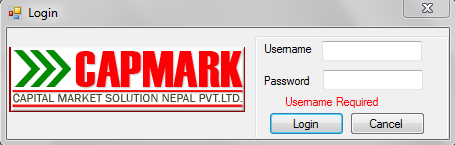 Login
CAPMARK
CAPITAL MARKET SOLUTION NEPAL PVT.LTD.
Username
Password
Username Required
Login Cancel